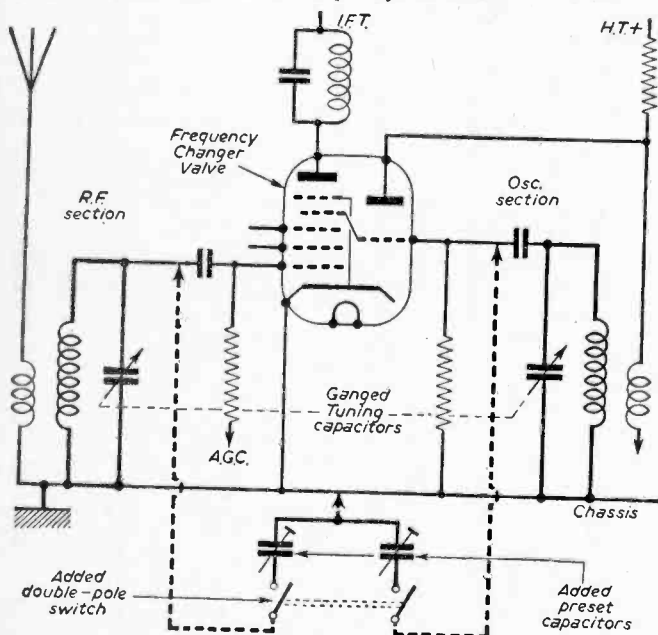 I.F.T.
H.T.+
Frequency
Changer
Valve
R.F.
section
Osc.
section
Ganged
Tuning
capacitors
A.G.C.
Chassis
Added
double-pole
switch
Added
preset
capacitors